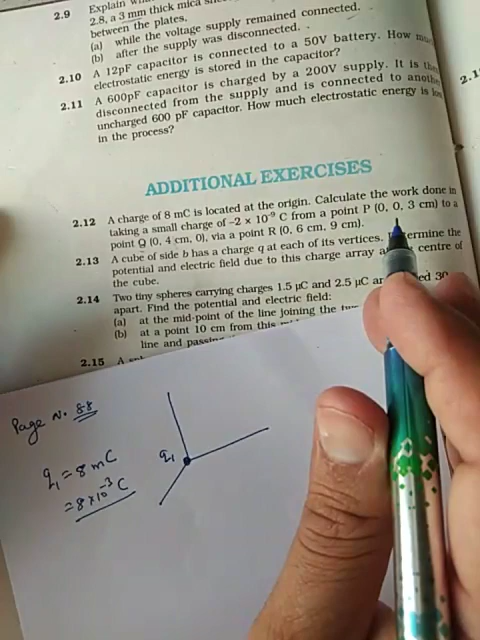 2.9 Explain
2.8, a 3 mm thick mica
between the plates.
(a) while the voltage supply remained connected.
(b) after the supply was disconnected.
2.10 A 12pF capacitor is connected to a 50V battery. How
electrostatic energy is stored in the capacitor?
2.11 A 600pF capacitor is charged by a 200V supply. It is
disconnected from the supply and is connected to
uncharged 600 pF capacitor. How much electrostatic energy is
in the process?
ADDITIONAL EXERCISES
2.12 A charge of 8 mC is located at the origin. Calculate the work done in
taking a small charge of –2 × 10⁻⁹ C from a point P (0, 0, 3 cm) to a
point Q (0, 4 cm, 0), via a point R (0, 6 cm, 9 cm).
2.13 A cube of side b has a charge q at each of its vertices.
potential and electric field due to this charge array centre of
the cube.
2.14 Two tiny spheres carrying charges 1.5 µC and 2.5 µC 30
apart. Find the potential and electric field:
(a) at the mid-point of the line joining the
(b) at a point 10 cm from this
line and
2.15 A
Page No. 88
q₁ = 8 mC
= 8×10⁻³ C
q₁